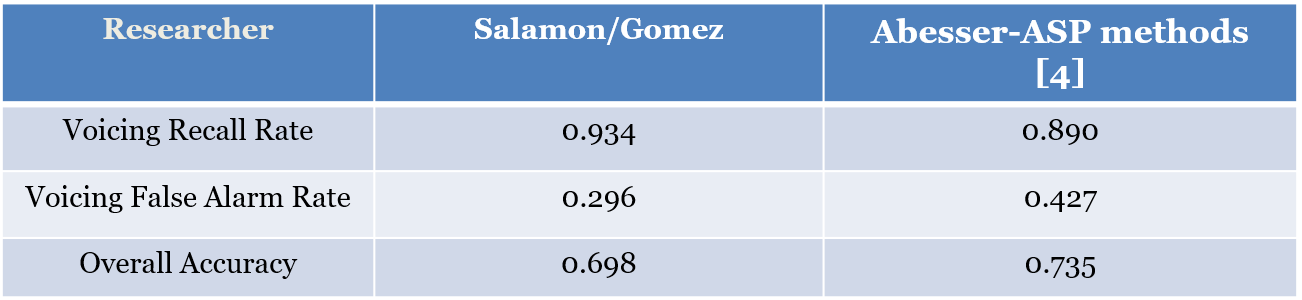 Researcher Salamon/Gomez Abesser-ASP methods
[4]
Voicing Recall Rate 0.934 0.890
Voicing False Alarm Rate 0.296 0.427
Overall Accuracy 0.698 0.735